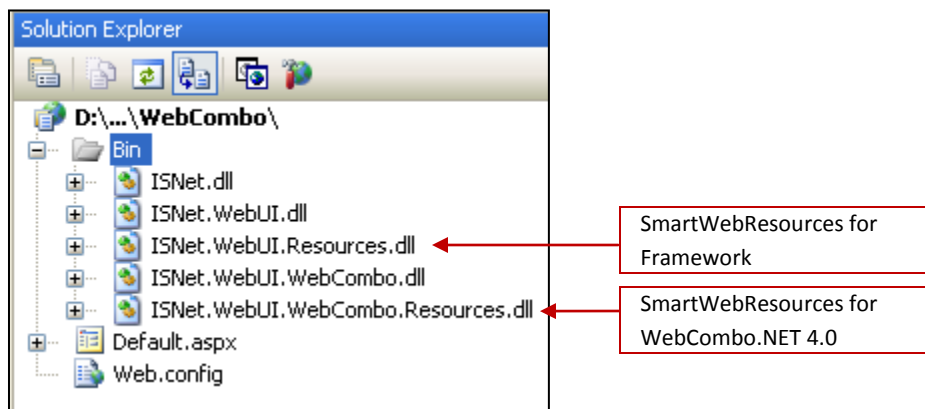 Solution Explorer
D:\...\WebCombo\
Bin
ISNet.dll
ISNet.WebUI.dll
ISNet.WebUI.Resources.dll
ISNet.WebUI.WebCombo.dll
ISNet.WebUI.WebCombo.Resources.dll
Default.aspx
Web.config
SmartWebResources for
Framework
SmartWebResources for
WebCombo.NET 4.0